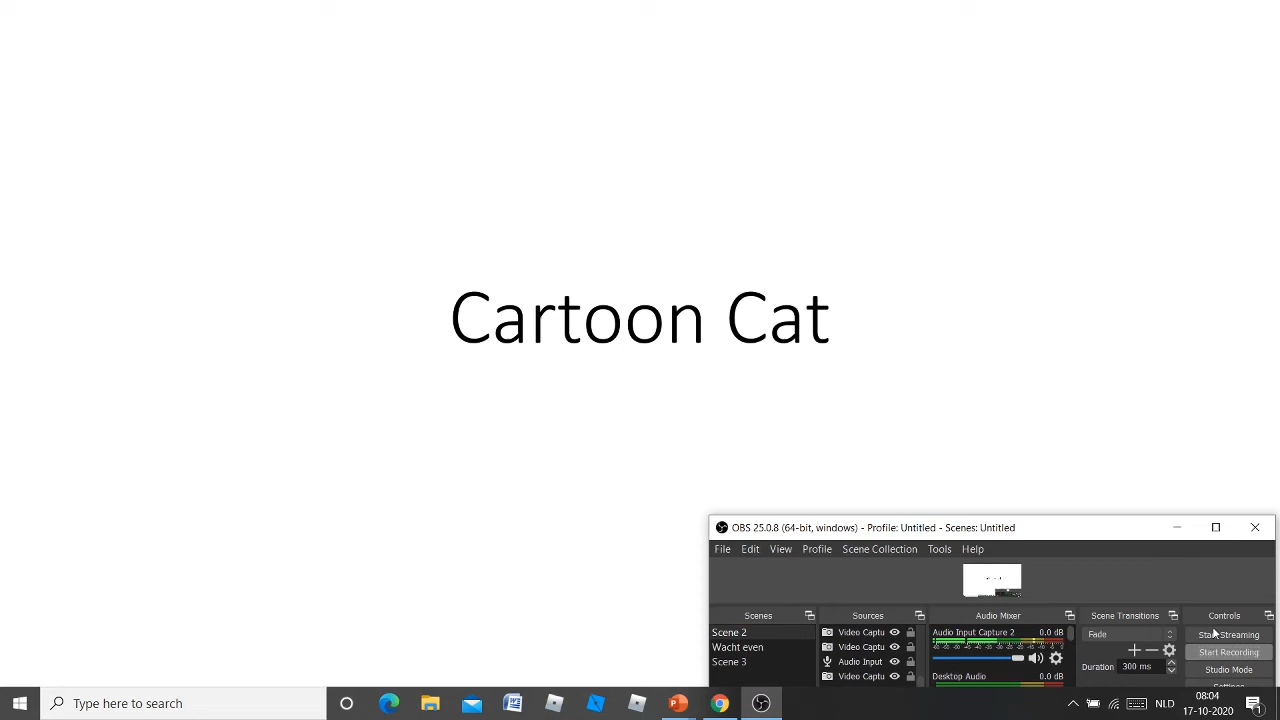 Cartoon Cat
OBS 25.0.8 (64-bit, windows) - Profile: Untitled - Scenes: Untitled
File Edit View Profile Scene Collection Tools Help
Scenes Sources Audio Mixer Scene Transitions Controls
Scene 2 Video Captu Audio Input Capture 2 0.0 dB Fade Start Streaming
Wacht even Video Captu Start Recording
Scene 3 Audio Input Duration 300 ms Studio Mode
Video Captu Desktop Audio 0.0 dB
Type here to search NLD 08:04
17-10-2020